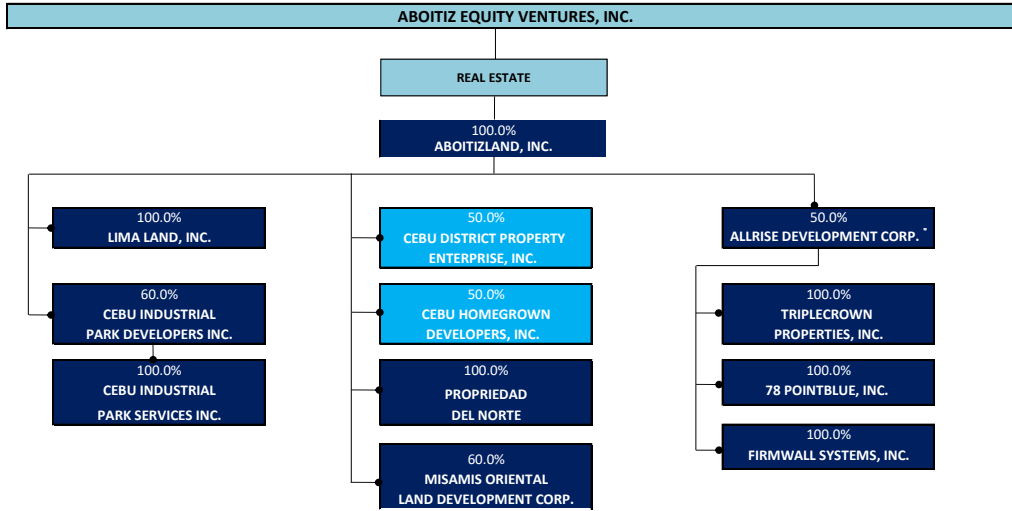 ABOITIZ EQUITY VENTURES, INC.
REAL ESTATE
100.0%
ABOITIZLAND, INC.
100.0%
LIMA LAND, INC.
60.0%
CEBU INDUSTRIAL
PARK DEVELOPERS INC.
100.0%
CEBU INDUSTRIAL
PARK SERVICES INC.
50.0%
CEBU DISTRICT PROPERTY
ENTERPRISE, INC.
50.0%
CEBU HOMEGROWN
DEVELOPERS, INC.
100.0%
PROPRIEDAD
DEL NORTE
60.0%
MISAMIS ORIENTAL
LAND DEVELOPMENT CORP.
50.0%
ALLRISE DEVELOPMENT CORP. *
100.0%
TRIPLECROWN
PROPERTIES, INC.
100.0%
78 POINTBLUE, INC.
100.0%
FIRMWALL SYSTEMS, INC.